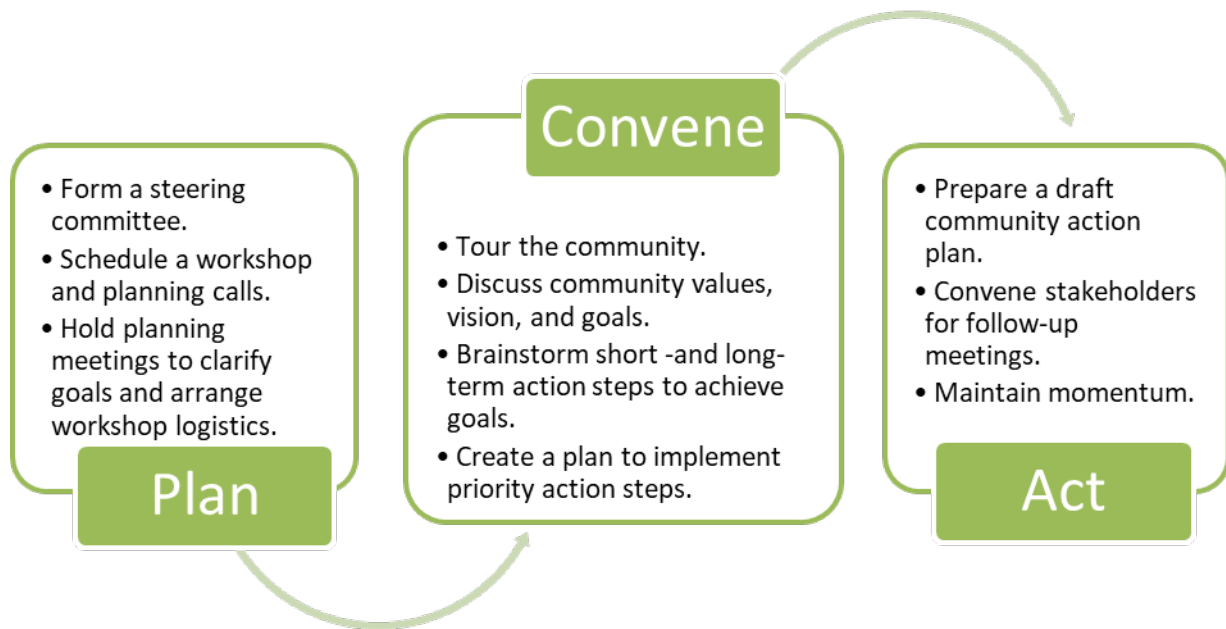 • Form a steering
committee.
• Schedule a workshop
and planning calls.
• Hold planning
meetings to clarify
goals and arrange
workshop logistics.
Plan
Convene
• Tour the community.
• Discuss community values,
vision, and goals.
• Brainstorm short -and long-
term action steps to achieve
goals.
• Create a plan to implement
priority action steps.
• Prepare a draft
community action
plan.
• Convene stakeholders
for follow-up
meetings.
• Maintain momentum.
Act